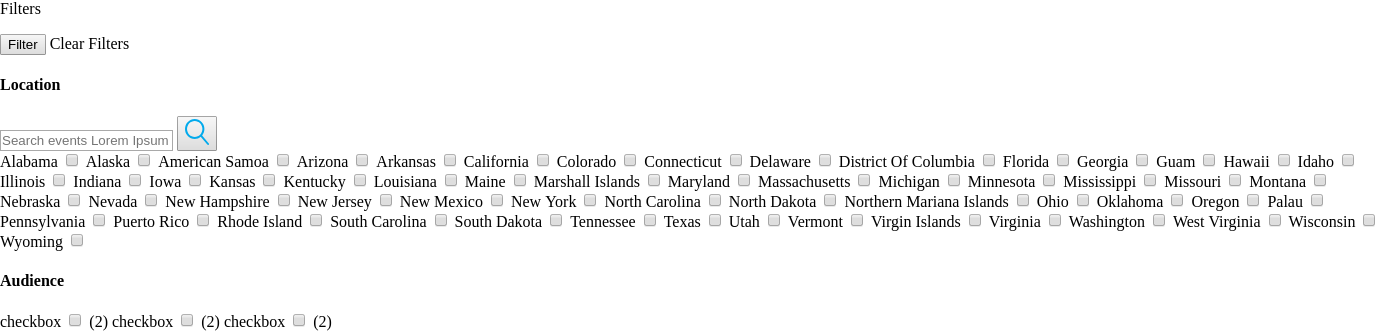 Filters
Filter Clear Filters
Location
Search events Lorem Ipsum
Alabama Alaska American Samoa Arizona Arkansas California Colorado Connecticut Delaware District Of Columbia Florida Georgia Guam Hawaii Idaho
Illinois Indiana Iowa Kansas Kentucky Louisiana Maine Marshall Islands Maryland Massachusetts Michigan Minnesota Mississippi Missouri Montana
Nebraska Nevada New Hampshire New Jersey New Mexico New York North Carolina North Dakota Northern Mariana Islands Ohio Oklahoma Oregon Palau
Pennsylvania Puerto Rico Rhode Island South Carolina South Dakota Tennessee Texas Utah Vermont Virgin Islands Virginia Washington West Virginia Wisconsin
Wyoming
Audience
checkbox (2) checkbox (2) checkbox (2)